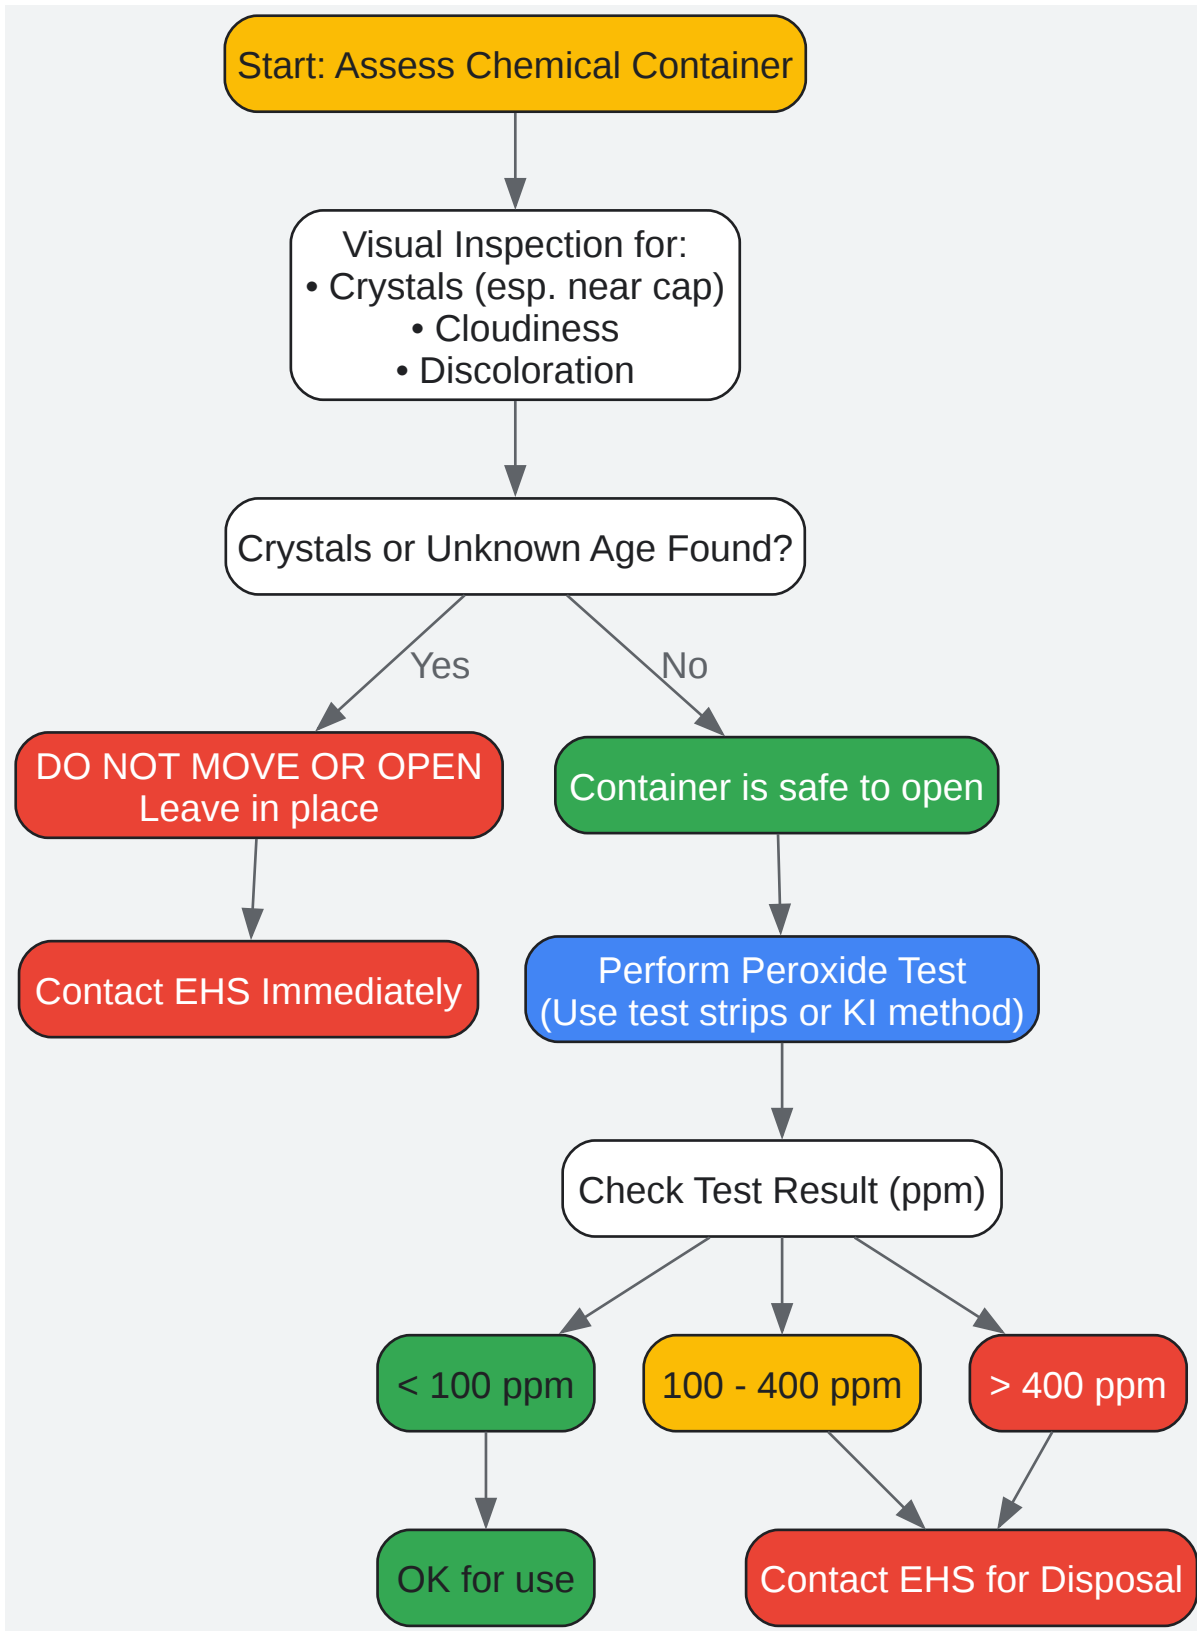 Start: Assess Chemical Container
Visual Inspection for:
• Crystals (esp. near cap)
• Cloudiness
• Discoloration
Crystals or Unknown Age Found?
Yes
No
DO NOT MOVE OR OPEN
Leave in place
Container is safe to open
Contact EHS Immediately
Perform Peroxide Test
(Use test strips or KI method)
Check Test Result (ppm)
< 100 ppm
100 - 400 ppm
> 400 ppm
OK for use
Contact EHS for Disposal